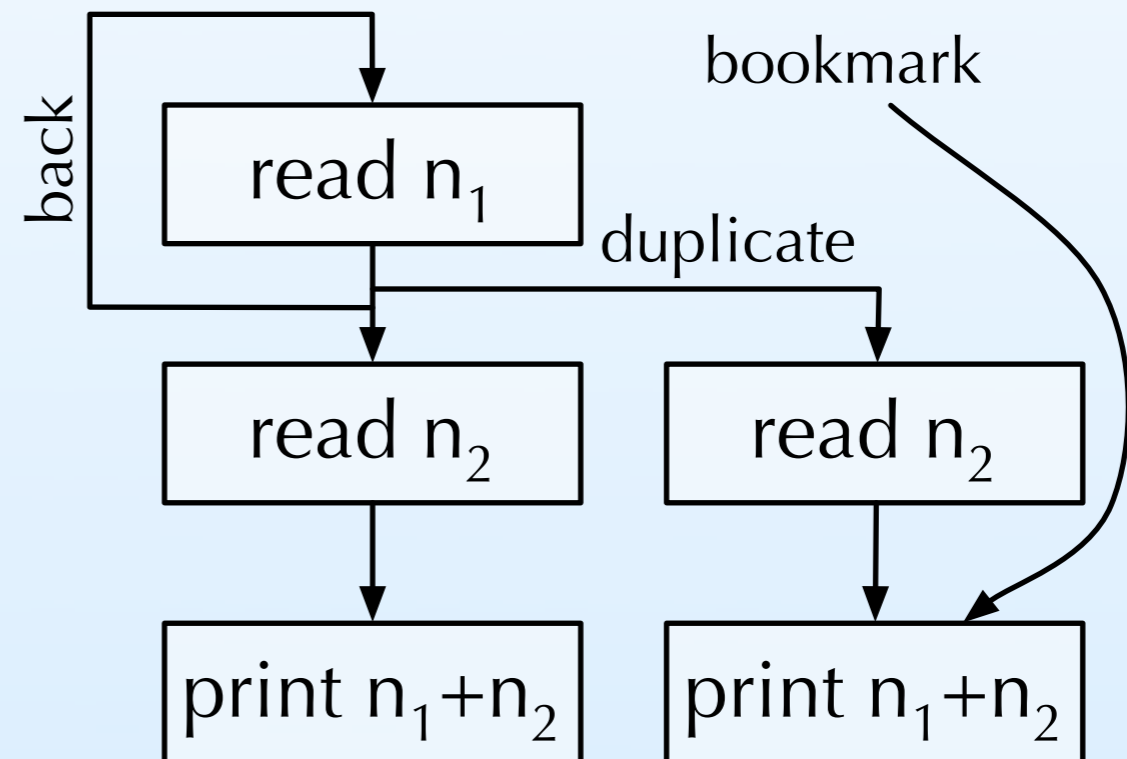 bookmark
back
read n₁
duplicate
read n₂
read n₂
print n₁+n₂
print n₁+n₂